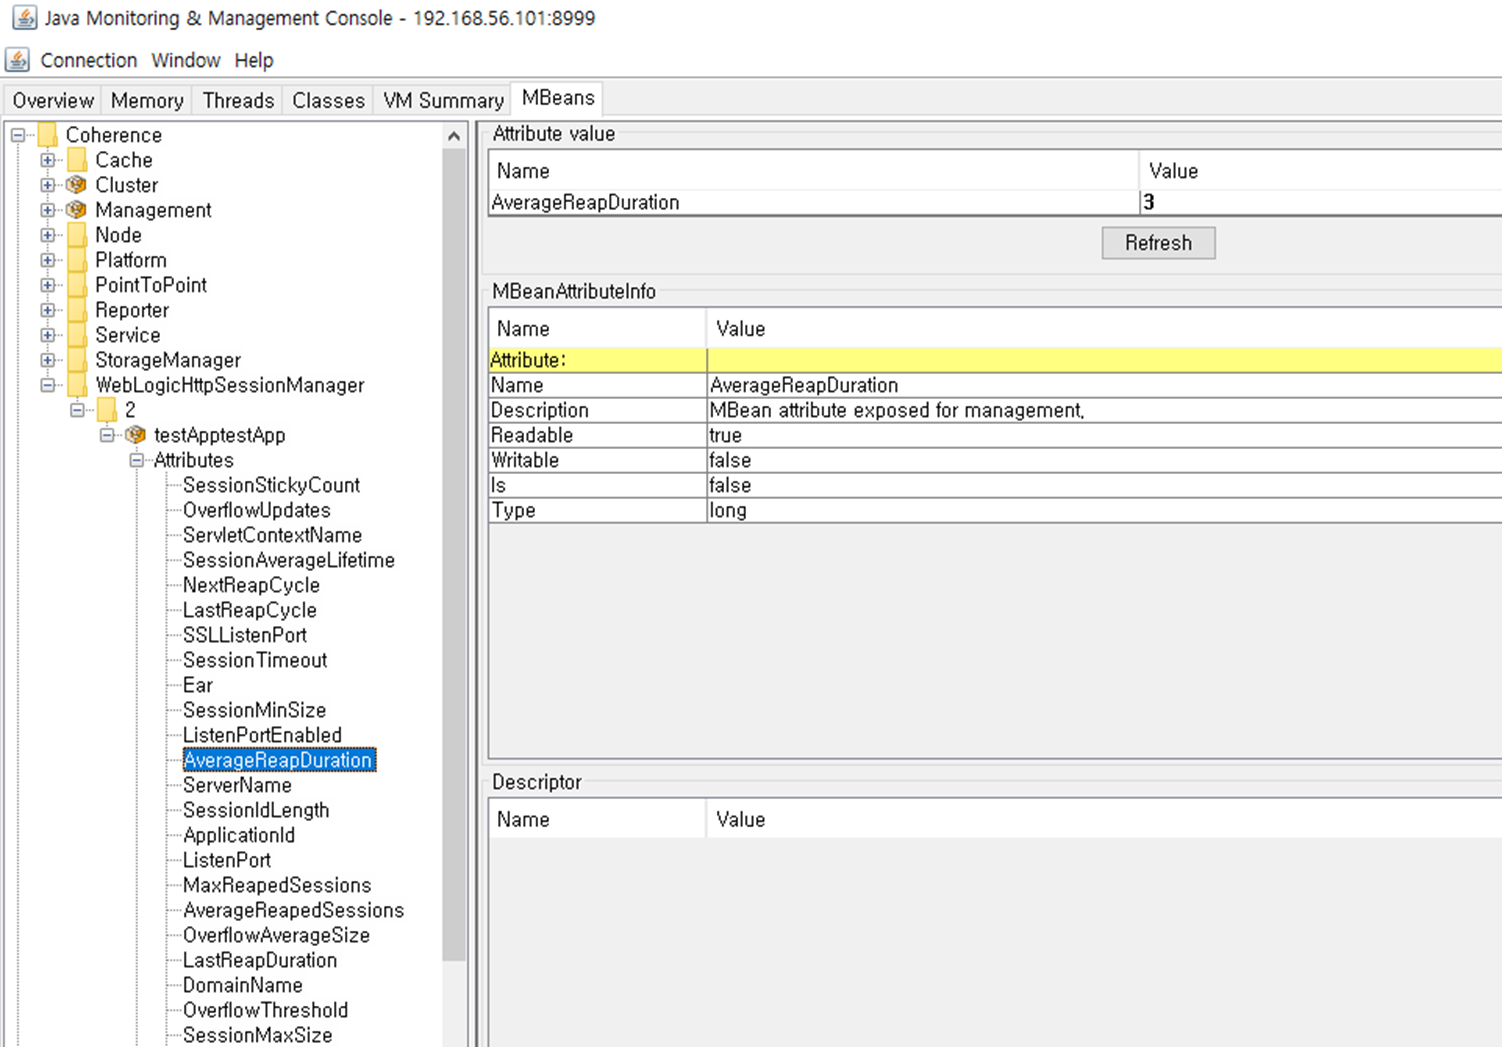 Java Monitoring & Management Console - 192.168.56.101:8999
Connection Window Help
Overview Memory Threads Classes VM Summary MBeans
Coherence
Cache
Cluster
Management
Node
Platform
PointToPoint
Reporter
Service
StorageManager
WebLogicHttpSessionManager
2
testApptestApp
Attributes
SessionStickyCount
OverflowUpdates
ServletContextName
SessionAverageLifetime
NextReapCycle
LastReapCycle
SSLListenPort
SessionTimeout
Ear
SessionMinSize
ListenPortEnabled
AverageReapDuration
ServerName
SessionIdLength
ApplicationId
ListenPort
MaxReapedSessions
AverageReapedSessions
OverflowAverageSize
LastReapDuration
DomainName
OverflowThreshold
SessionMaxSize
Attribute value
Name Value
AverageReapDuration 3
Refresh
MBeanAttributeInfo
Name Value
Attribute:
Name AverageReapDuration
Description MBean attribute exposed for management.
Readable true
Writable false
Is false
Type long
Descriptor
Name Value